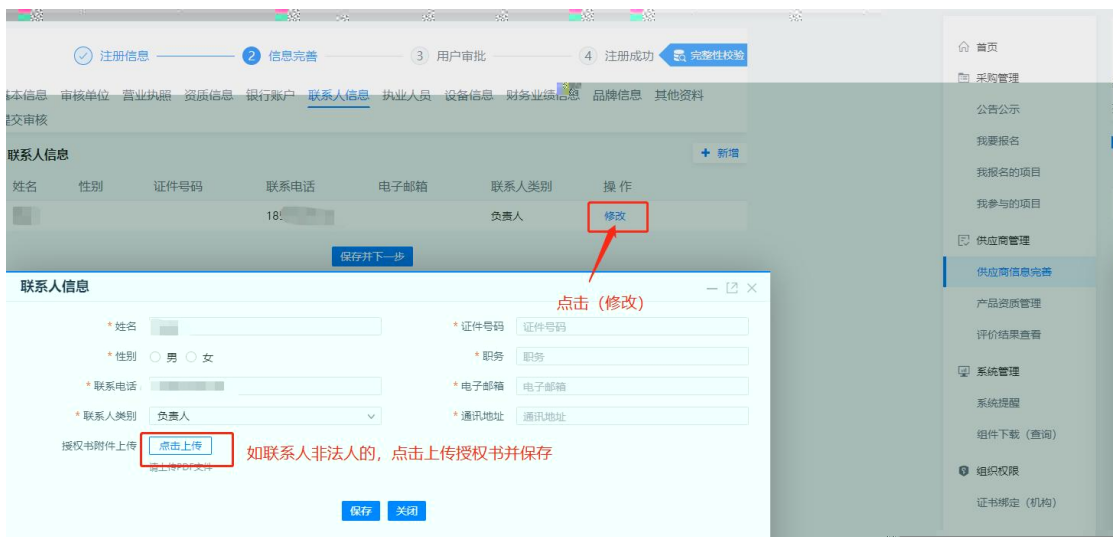 注册信息
2 信息完善
3 用户审批
4 注册成功
完整性校验
基本信息 审核单位 营业执照 资质信息 银行账户 联系人信息 执业人员 设备信息 财务业绩信息 品牌信息 其他资料
提交审核
联系人信息
+ 新增
姓名 性别 证件号码 联系电话 电子邮箱 联系人类别 操作
18 负责人 修改
保存并下一步
点击（修改）
联系人信息
*姓名
*证件号码 证件号码
*性别 男 女
*职务 职务
*联系电话
*电子邮箱 电子邮箱
*联系人类别 负责人
*通讯地址 通讯地址
授权书附件上传 点击上传
如联系人非法人的，点击上传授权书并保存
请上传PDF文件
保存 关闭
首页
采购管理
公告公示
我要报名
我报名的项目
我参与的项目
供应商管理
供应商信息完善
产品资质管理
评价结果查看
系统管理
系统提醒
组件下载（查询）
组织权限
证书绑定（机构）